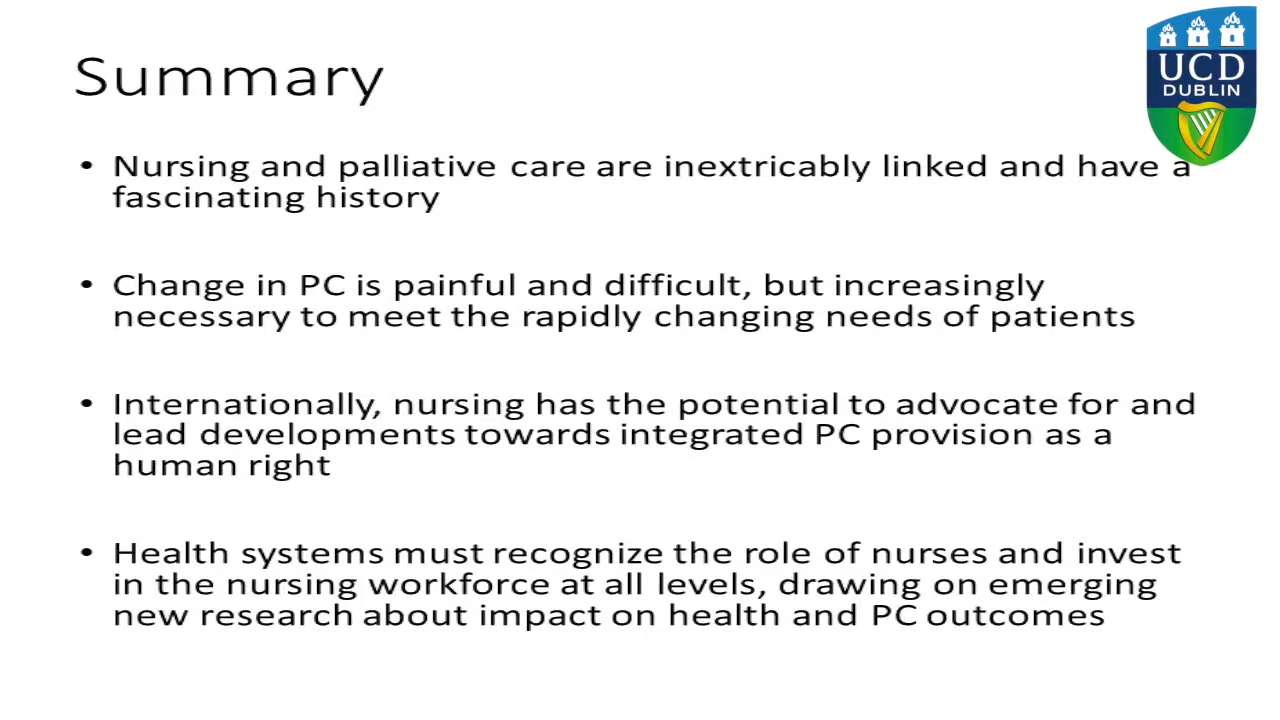 Summary
UCD
DUBLIN
• Nursing and palliative care are inextricably linked and have a
fascinating history
• Change in PC is painful and difficult, but increasingly
necessary to meet the rapidly changing needs of patients
• Internationally, nursing has the potential to advocate for and
lead developments towards integrated PC provision as a
human right
• Health systems must recognize the role of nurses and invest
in the nursing workforce at all levels, drawing on emerging
new research about impact on health and PC outcomes